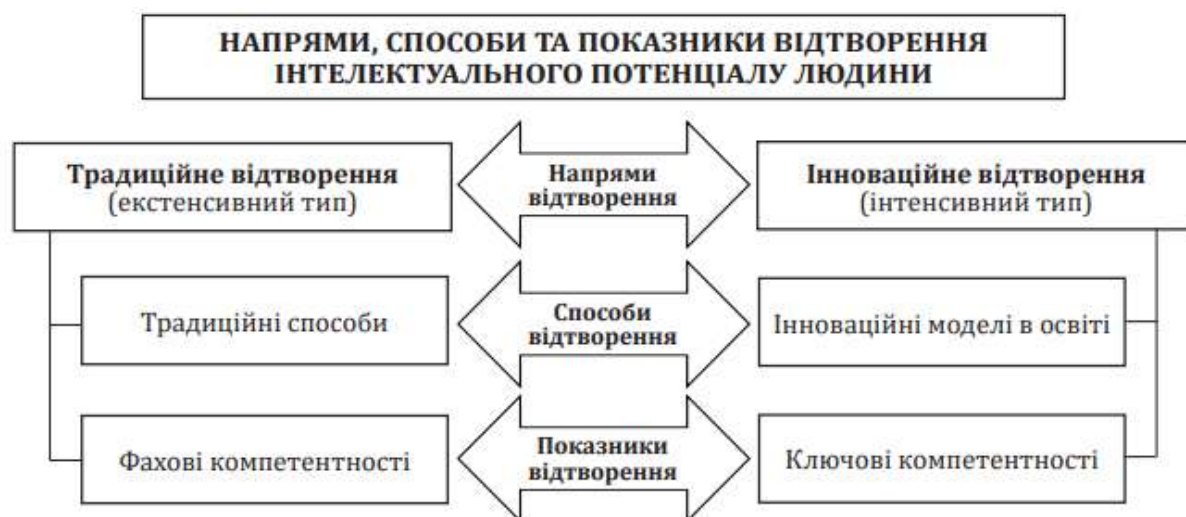 НАПРЯМИ, СПОСОБИ ТА ПОКАЗНИКИ ВІДТВОРЕННЯ
ІНТЕЛЕКТУАЛЬНОГО ПОТЕНЦІАЛУ ЛЮДИНИ
Традиційне відтворення
(екстенсивний тип)
Напрями
відтворення
Інноваційне відтворення
(інтенсивний тип)
Традиційні способи
Способи
відтворення
Інноваційні моделі в освіті
Фахові компетентності
Показники
відтворення
Ключові компетентності